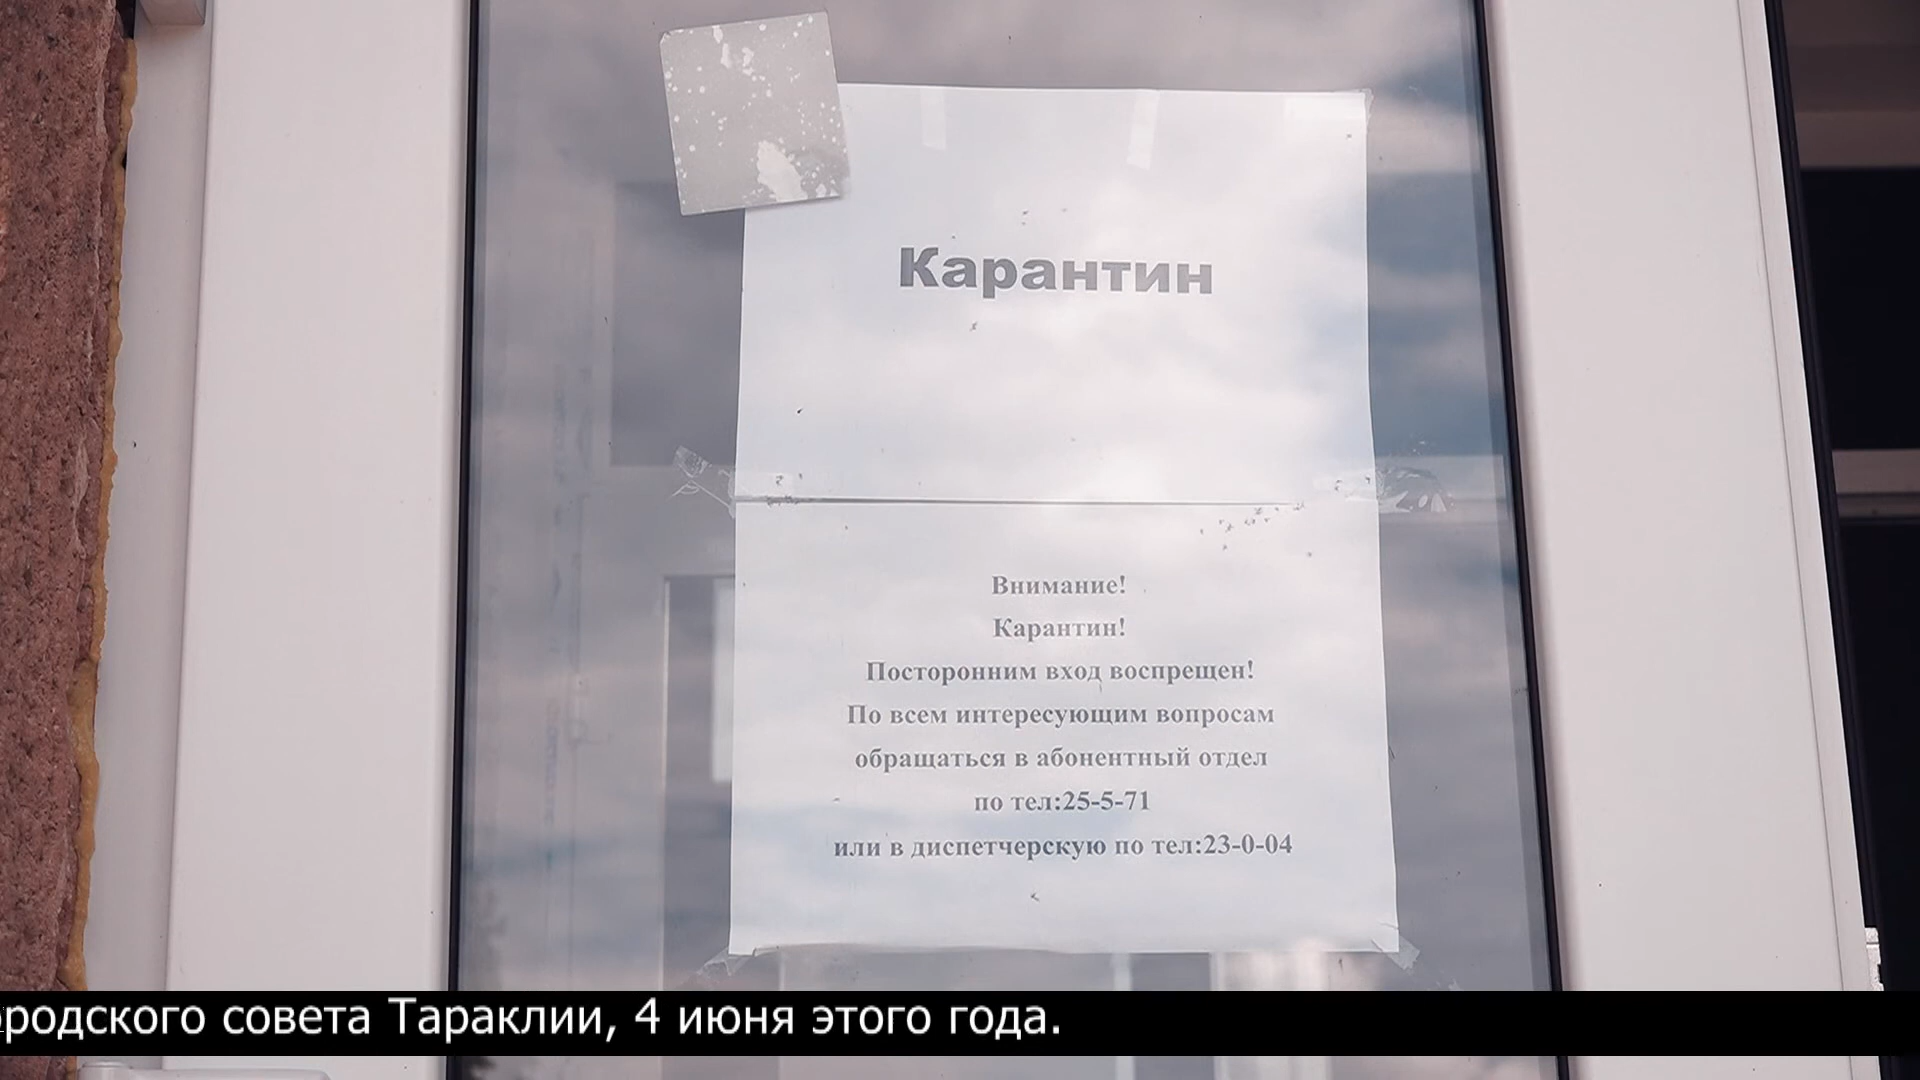 Карантин
Внимание!
Карантин!
Посторонним вход воспрещен!
По всем интересующим вопросам
обращаться в абонентный отдел
по тел:25-5-71
или в диспетчерскую по тел:23-0-04
ородского совета Тараклии, 4 июня этого года.